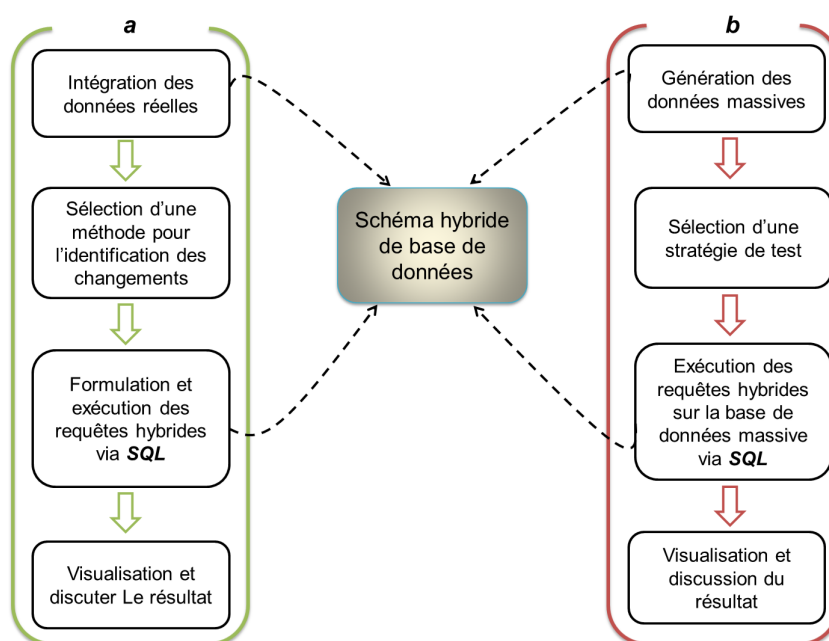 a
Intégration des
données réelles
Sélection d'une
méthode pour
l'identification des
changements
Formulation et
exécution des
requêtes hybrides
via SQL
Visualisation et
discuter Le résultat
Schéma hybride
de base de
données
b
Génération des
données massives
Sélection d'une
stratégie de test
Exécution des
requêtes hybrides
sur la base de
données massive
via SQL
Visualisation et
discussion du
résultat